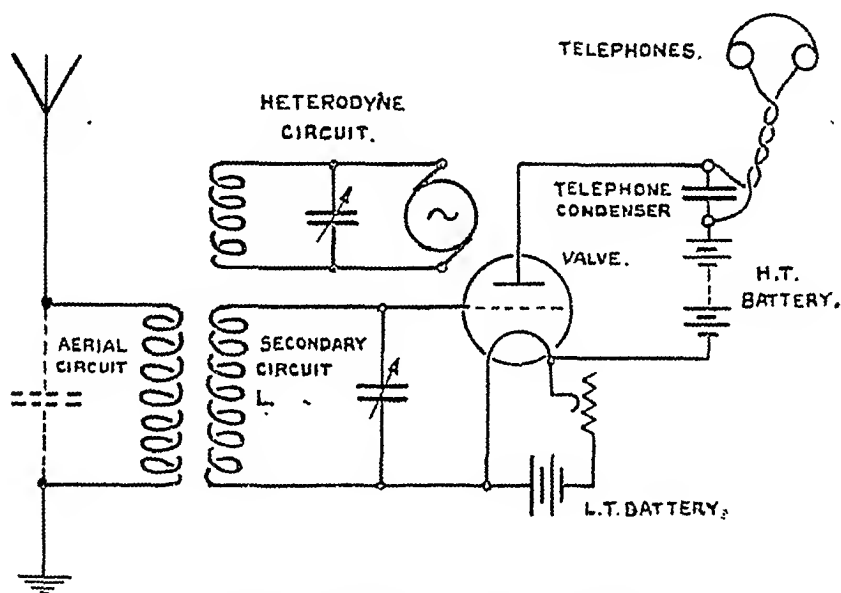 TELEPHONES.
HETERODYNE
CIRCUIT.
TELEPHONE
CONDENSER
VALVE.
H.T.
BATTERY.
AERIAL
CIRCUIT
SECONDARY
CIRCUIT
L.
L.T. BATTERY.